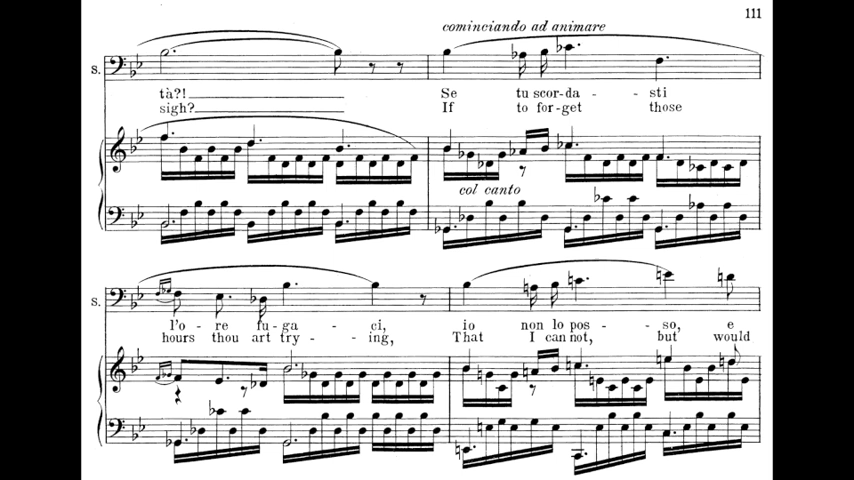 111
cominciando ad animare
S.
tà?! Se tu scor-da - - sti
sigh? If to for-get those
col canto
S.
l'o - re fu-ga - - ci, io non lo pos - - so, e
hours thou art try - - ing, That I can not, but would